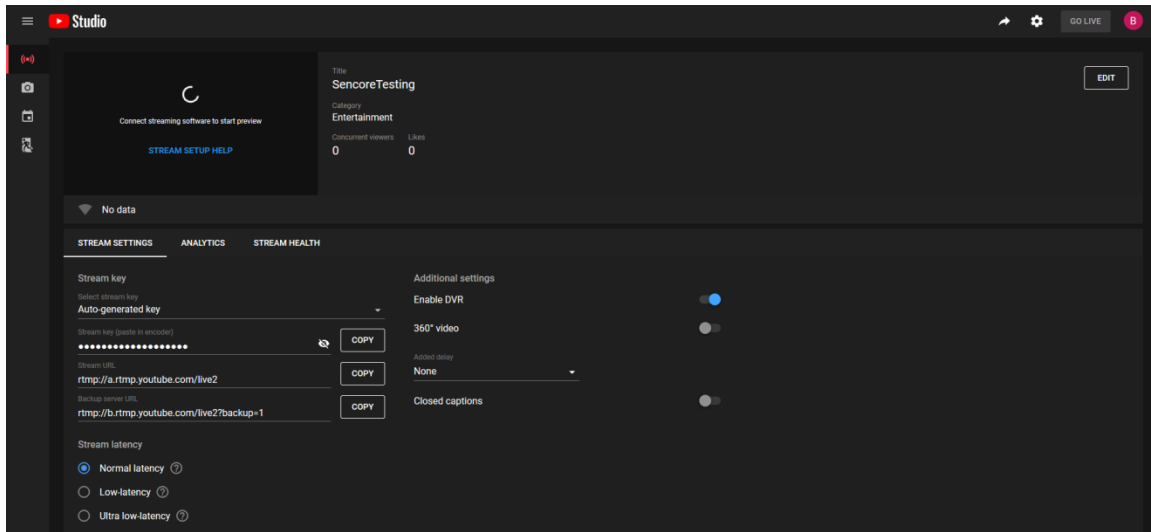 Studio
GO LIVE
B
Connect streaming software to start preview
STREAM SETUP HELP
Title
SencoreTesting
EDIT
Category
Entertainment
Concurrent viewers Likes
0 0
No data
STREAM SETTINGS ANALYTICS STREAM HEALTH
Stream key
Select stream key
Auto-generated key
Stream key (paste in encoder)
••••••••••••••••••• COPY
Stream URL
rtmp://a.rtmp.youtube.com/live2 COPY
Backup server URL
rtmp://b.rtmp.youtube.com/live2?backup=1 COPY
Stream latency
Normal latency ?
Low-latency ?
Ultra low-latency ?
Additional settings
Enable DVR
360° video
Added delay
None
Closed captions